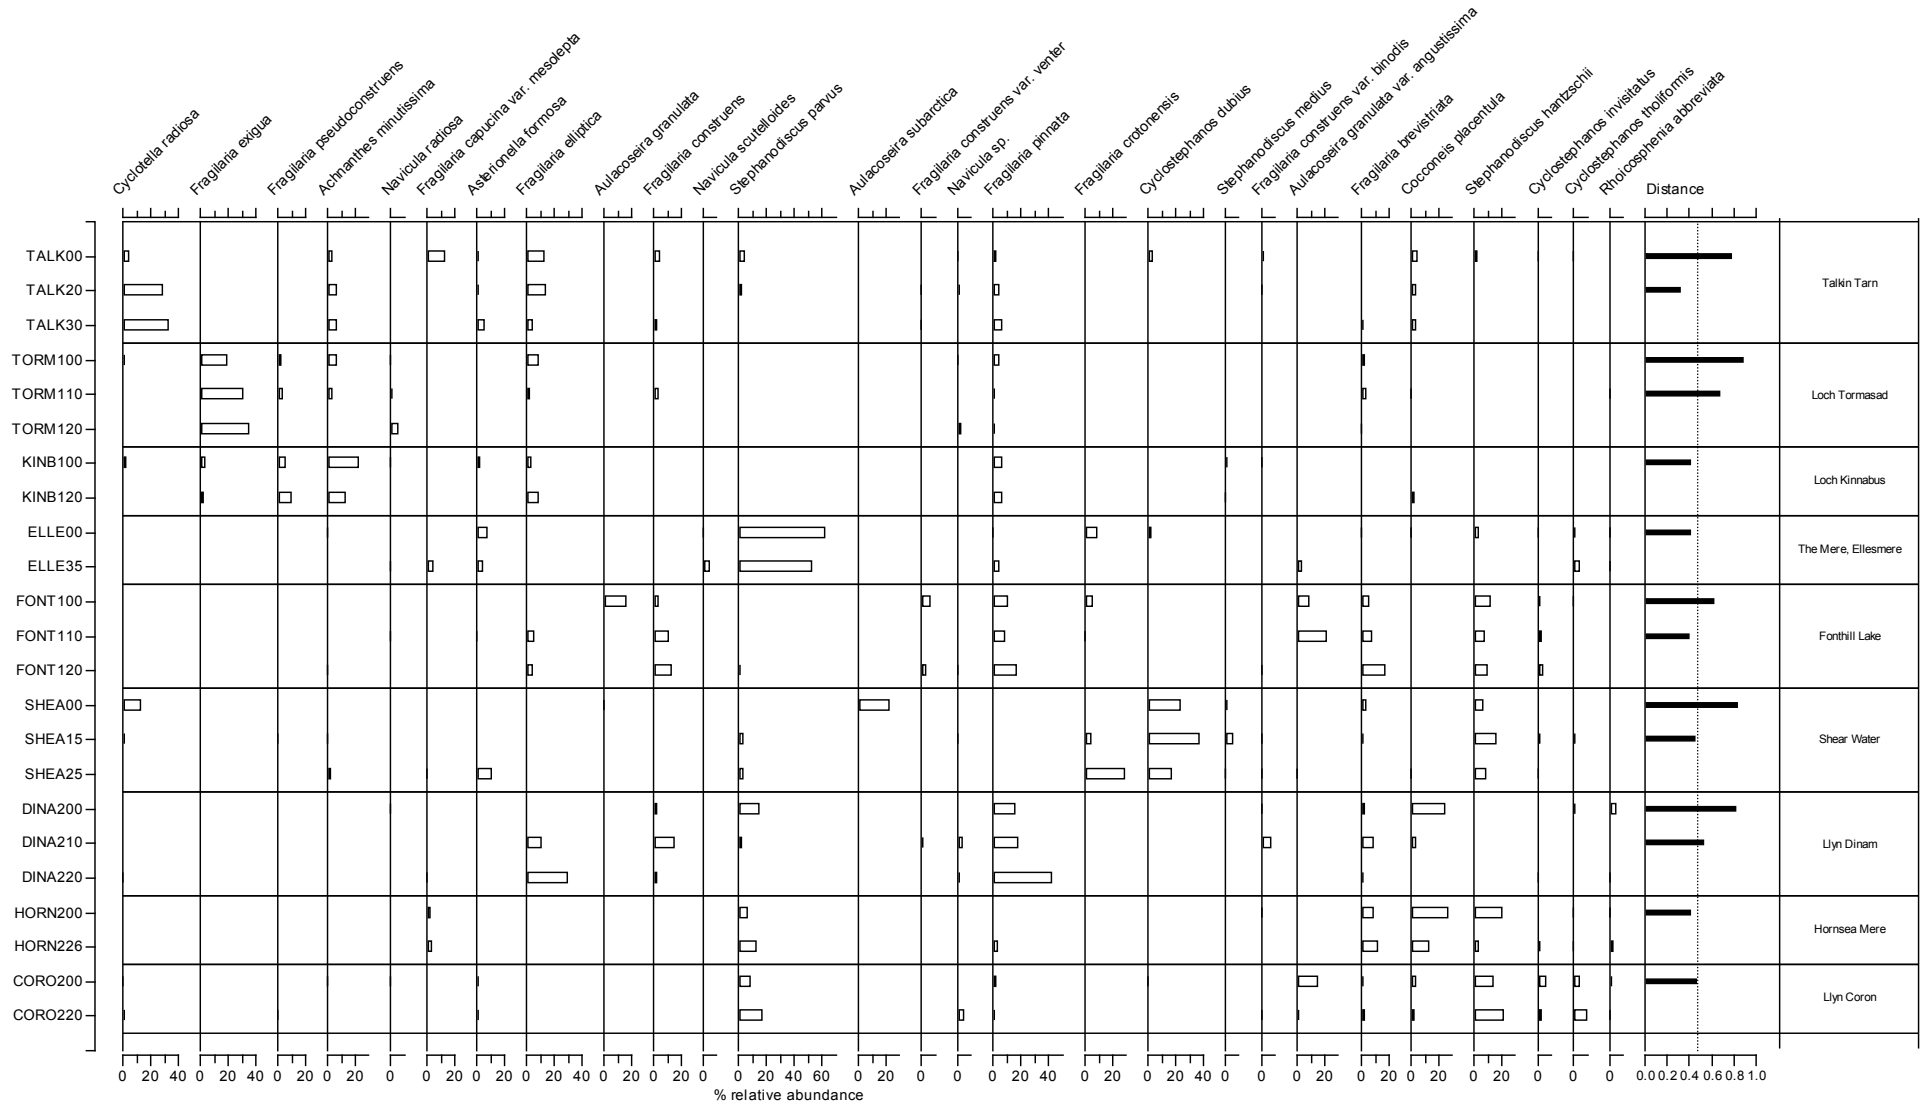 Cyclotella radiosa
Fragilaria exigua
Fragilaria pseudoconstruens
Achnanthes minutissima
Navicula radiosa
Fragilaria capucina var. mesolepta
Asterionella formosa
Fragilaria elliptica
Aulacoseira granulata
Fragilaria construens
Navicula scutelloides
Stephanodiscus parvus
Aulacoseira subarctica
Fragilaria construens var. venter
Navicula sp.
Fragilaria pinnata
Fragilaria crotonensis
Cyclostephanos dubius
Stephanodiscus medius
Fragilaria construens var. binodis
Aulacoseira granulata var. angustissima
Fragilaria brevistriata
Cocconeis placentula
Stephanodiscus hantzschii
Cyclostephanos invisitatus
Cyclostephanos tholiformis
Rhoicosphenia abbreviata
Distance
TALK00
TALK20
Talkin Tarn
TALK30
TORM100
TORM110
Loch Tormasad
TORM120
KINB100
Loch Kinnabus
KINB120
ELLE00
The Mere, Ellesmere
ELLE35
FONT100
FONT110
Fonthill Lake
FONT120
SHEA00
SHEA15
Shear Water
SHEA25
DINA200
DINA210
Llyn Dinam
DINA220
HORN200
Hornsea Mere
HORN226
CORO200
Llyn Coron
CORO220
0 20 40 0 20 40 0 0 20 0 0 20 0 20 0 20 40 0 20 0 20 0 0 20 40 60 0 20 0 0 0 20 40 0 20 0 20 40 0 0 0 20 0 20 0 20 0 20 0 0 0 0.0 0.2 0.4 0.6 0.8 1.0
% relative abundance